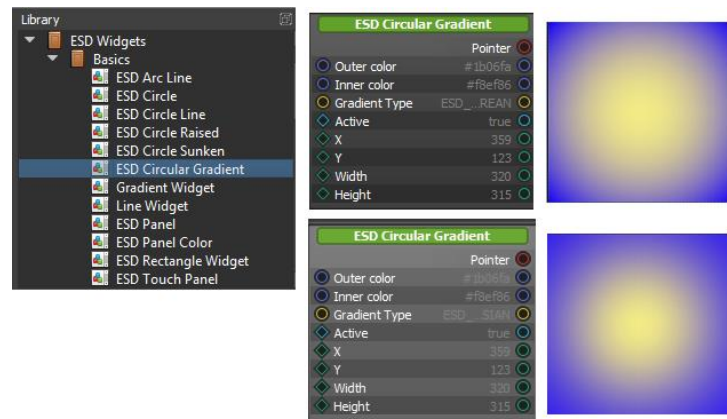 Library
ESD Widgets
Basics
ESD Arc Line
ESD Circle
ESD Circle Line
ESD Circle Raised
ESD Circle Sunken
ESD Circular Gradient
Gradient Widget
Line Widget
ESD Panel
ESD Panel Color
ESD Rectangle Widget
ESD Touch Panel
ESD Circular Gradient
Pointer
Outer color #1b06fa
Inner color #f8ef86
Gradient Type ESD_...REAN
Active true
X 359
Y 123
Width 320
Height 315
ESD Circular Gradient
Pointer
Outer color #1b06fa
Inner color #f8ef86
Gradient Type ESD_...SIAN
Active true
X 359
Y 123
Width 320
Height 315